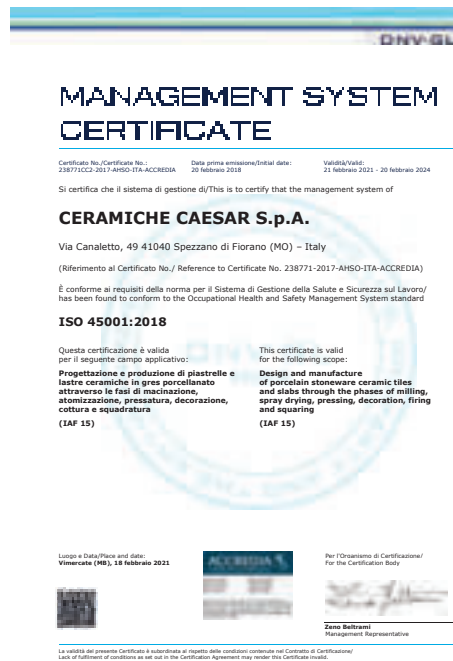 DNV·GL
MANAGEMENT SYSTEM
CERTIFICATE
Certificato No./Certificate No.:
238771CC2-2017-AHSO-ITA-ACCREDIA
Data prima emissione/Initial date:
20 febbraio 2018
Validità/Valid:
21 febbraio 2021 - 20 febbraio 2024
Si certifica che il sistema di gestione di/This is to certify that the management system of
CERAMICHE CAESAR S.p.A.
Via Canaletto, 49 41040 Spezzano di Fiorano (MO) – Italy
(Riferimento al Certificato No./ Reference to Certificate No. 238771-2017-AHSO-ITA-ACCREDIA)
È conforme ai requisiti della norma per il Sistema di Gestione della Salute e Sicurezza sul Lavoro/
has been found to conform to the Occupational Health and Safety Management System standard
ISO 45001:2018
Questa certificazione è valida
per il seguente campo applicativo:
Progettazione e produzione di piastrelle e
lastre ceramiche in gres porcellanato
attraverso le fasi di macinazione,
atomizzazione, pressatura, decorazione,
cottura e squadratura
(IAF 15)
This certificate is valid
for the following scope:
Design and manufacture
of porcelain stoneware ceramic tiles
and slabs through the phases of milling,
spray drying, pressing, decoration, firing
and squaring
(IAF 15)
Luogo e Data/Place and date:
Vimercate (MB), 18 febbraio 2021
ACCREDIA
Per l'Organismo di Certificazione/
For the Certification Body
Zeno Beltrami
Management Representative
La validità del presente Certificato è subordinata al rispetto delle condizioni contenute nel Contratto di Certificazione/
Lack of fulfilment of conditions as set out in the Certification Agreement may render this Certificate invalid.